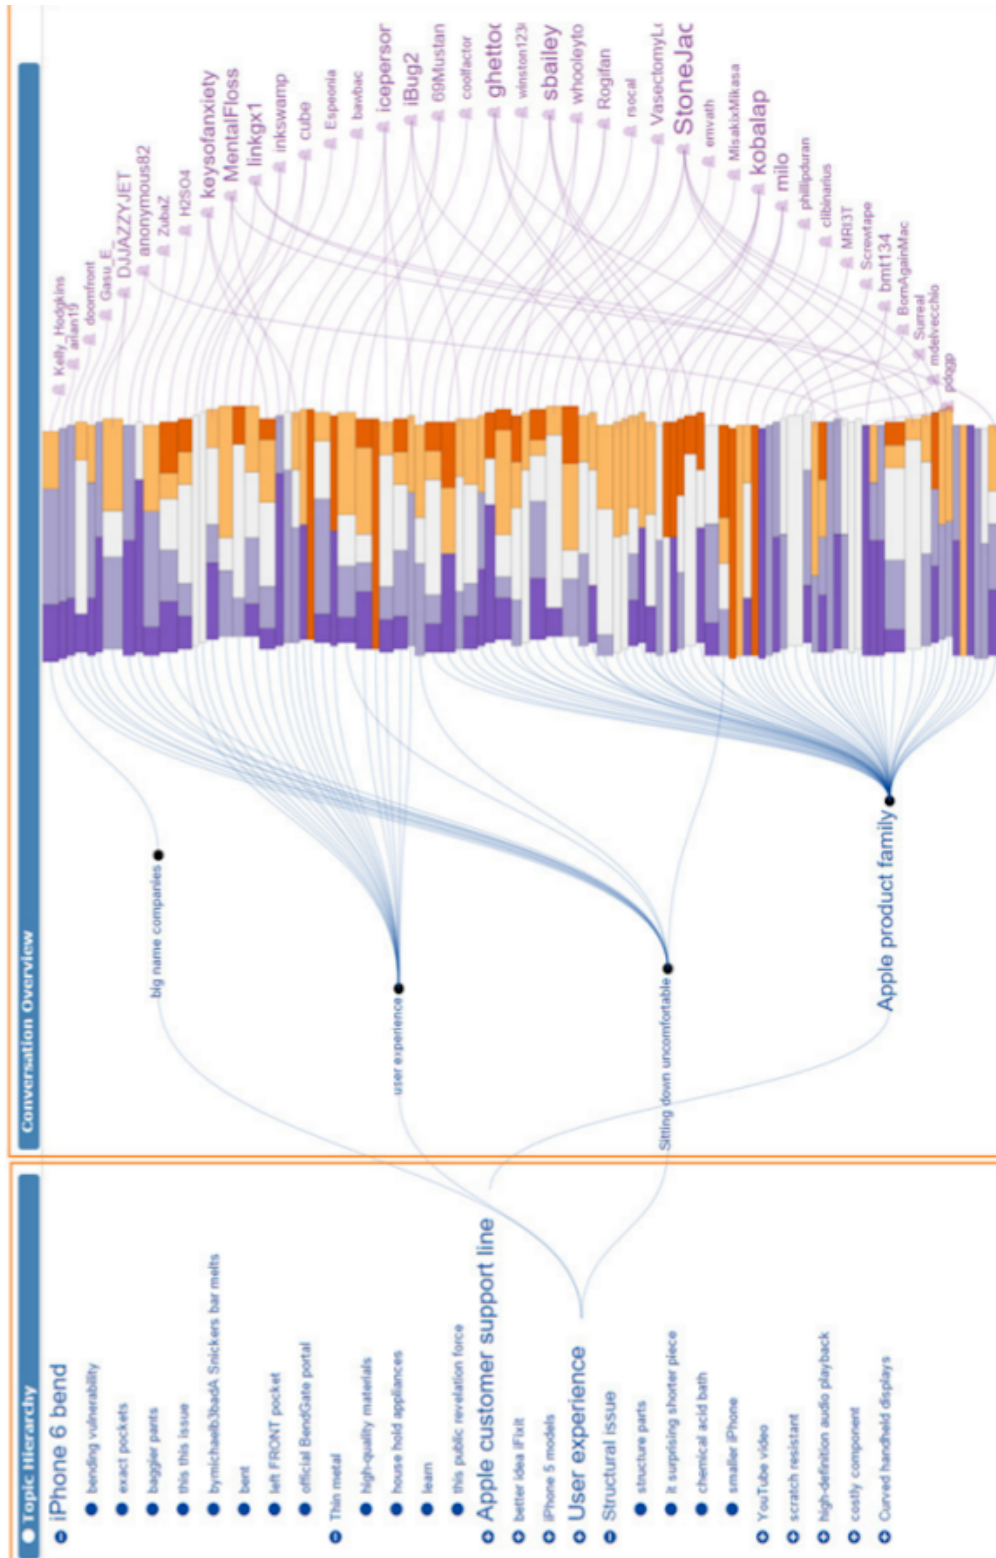 Topic Hierarchy
iPhone 6 bend
bending vulnerability
exact pockets
baggier pants
this this issue
bymichaelb3badA Snickers bar melts
bent
left FRONT pocket
official BendGate portal
Thin metal
high-quality materials
house hold appliances
learn
this public revelation force
Apple customer support line
better idea iFixit
iPhone 5 models
User experience
Structural issue
structure parts
it surprising shorter piece
chemical acid bath
smaller iPhone
YouTube video
scratch resistant
high-definition audio playback
costly component
Curved handheld displays
Conversation Overview
big name companies
user experience
Sitting down uncomfortable
Apple product family
Kelly_Hodgkins
arlan19
doomfront
Gasu_E_
DJJAZZYJET
anonymous82
ZubaZ
H2SO4
keysofanxiety
MentalFloss
linkgx1
inkswamp
cube
Espeonia
bawbac
iceperson
iBug2
69Mustan
coolfactor
ghettoc
winston123
sbailey
whooleyto
Rogifan
rsocal
VasectomyL
StoneJac
emvath
MisakixMikasa
kobalap
milo
phillipduran
clibinarius
MRI3T
Screwtape
bmt134
BornAgainMac
Surreal
mdelvecchio
pdqgp